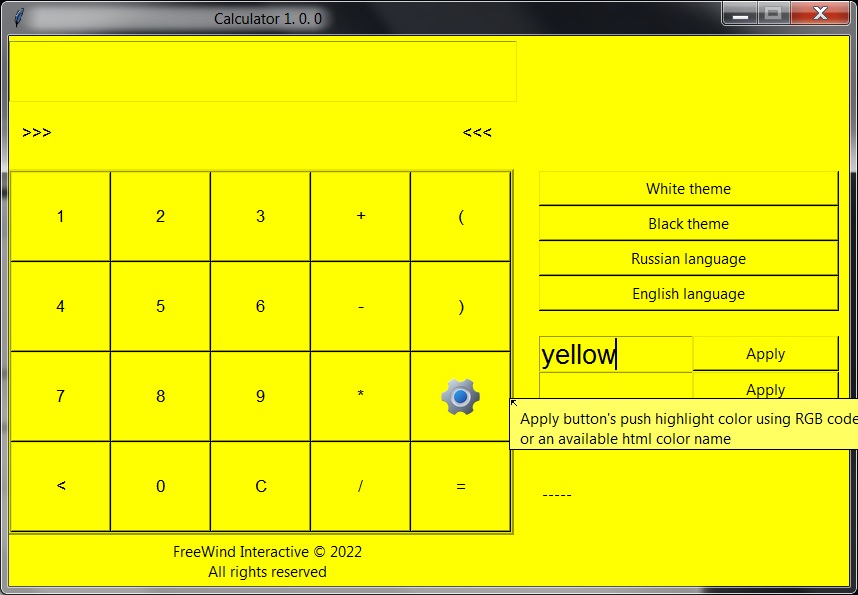 Calculator 1. 0. 0
>>> <<<
1 2 3 + (
4 5 6 - )
7 8 9 *
< 0 C / =
White theme
Black theme
Russian language
English language
yellow Apply
Apply
Apply button's push highlight color using RGB code
or an available html color name
-----
FreeWind Interactive © 2022
All rights reserved